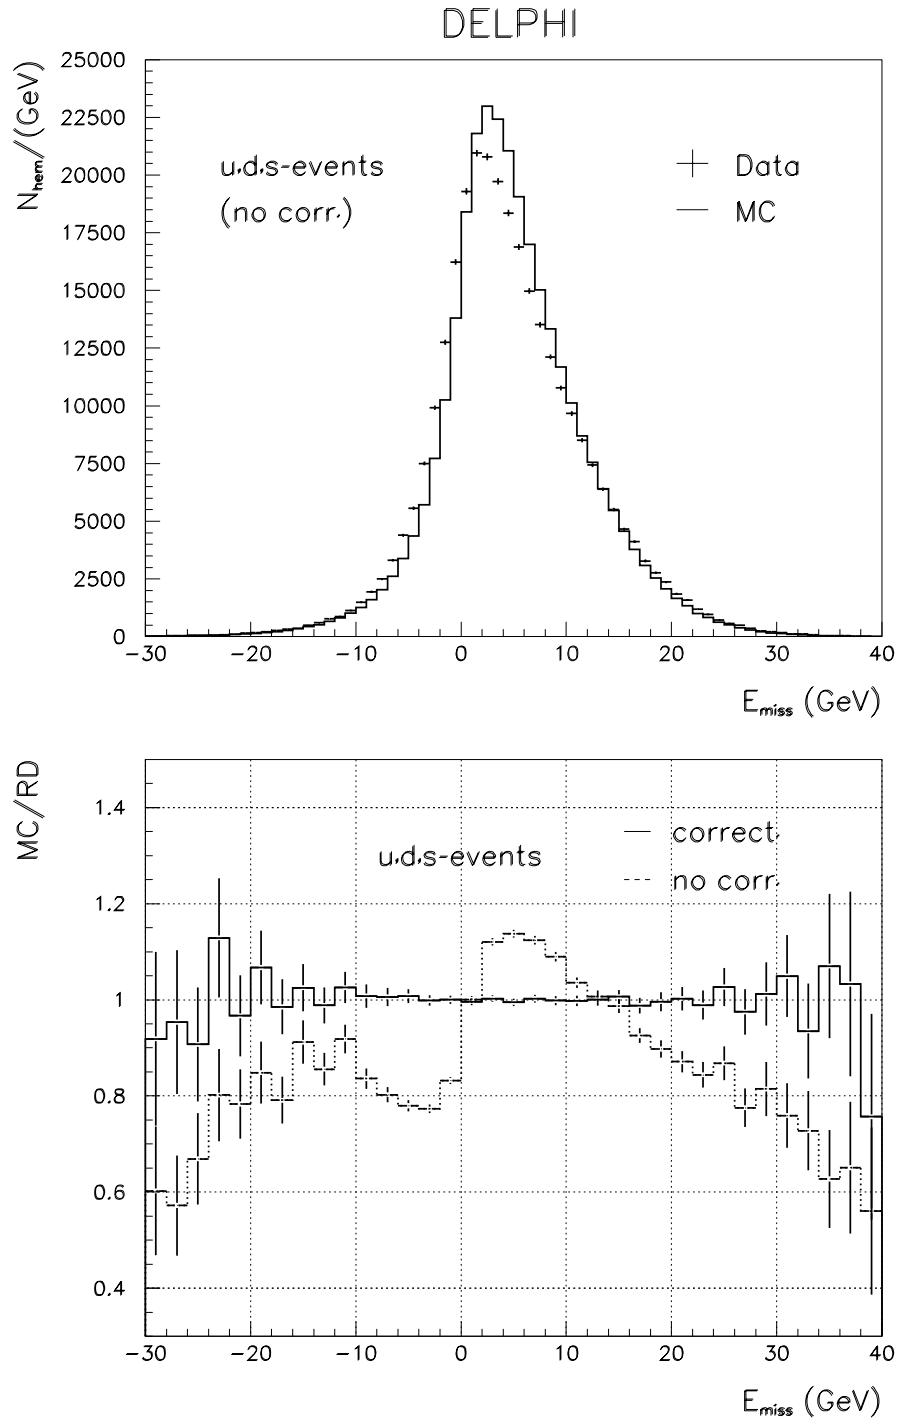 DELPHI
N_hem/(GeV)
25000
22500
20000
17500
15000
12500
10000
7500
5000
2500
0
u,d,s-events
(no corr.)
Data
MC
−30 −20 −10 0 10 20 30 40
E_miss (GeV)
MC/RD
1.4
1.2
1
0.8
0.6
0.4
u,d,s-events
correct.
no corr.
−30 −20 −10 0 10 20 30 40
E_miss (GeV)